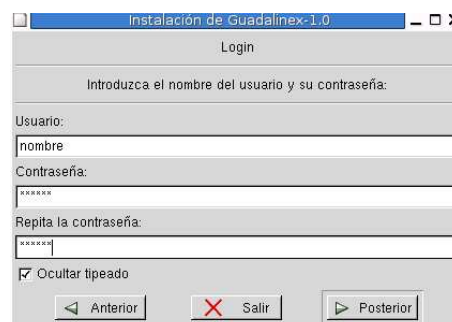 Instalación de Guadalinex-1.0
Login
Introduzca el nombre del usuario y su contraseña:
Usuario:
nombre
Contraseña:
******
Repita la contraseña:
******
Ocultar tipeado
Anterior Salir Posterior